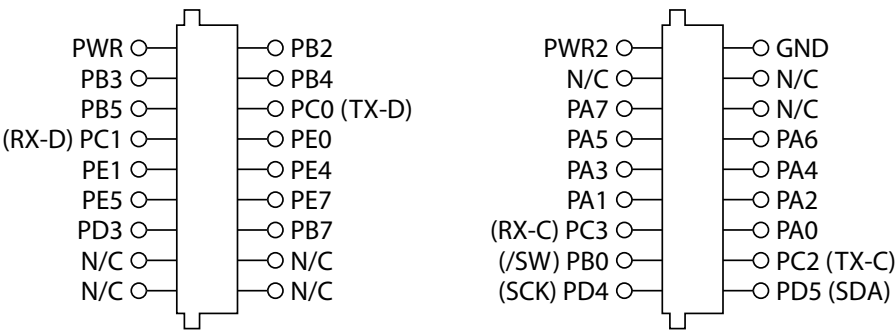 PWR PB2
PB3 PB4
PB5 PC0 (TX-D)
(RX-D) PC1 PE0
PE1 PE4
PE5 PE7
PD3 PB7
N/C N/C
N/C N/C
PWR2 GND
N/C N/C
PA7 N/C
PA5 PA6
PA3 PA4
PA1 PA2
(RX-C) PC3 PA0
(/SW) PB0 PC2 (TX-C)
(SCK) PD4 PD5 (SDA)